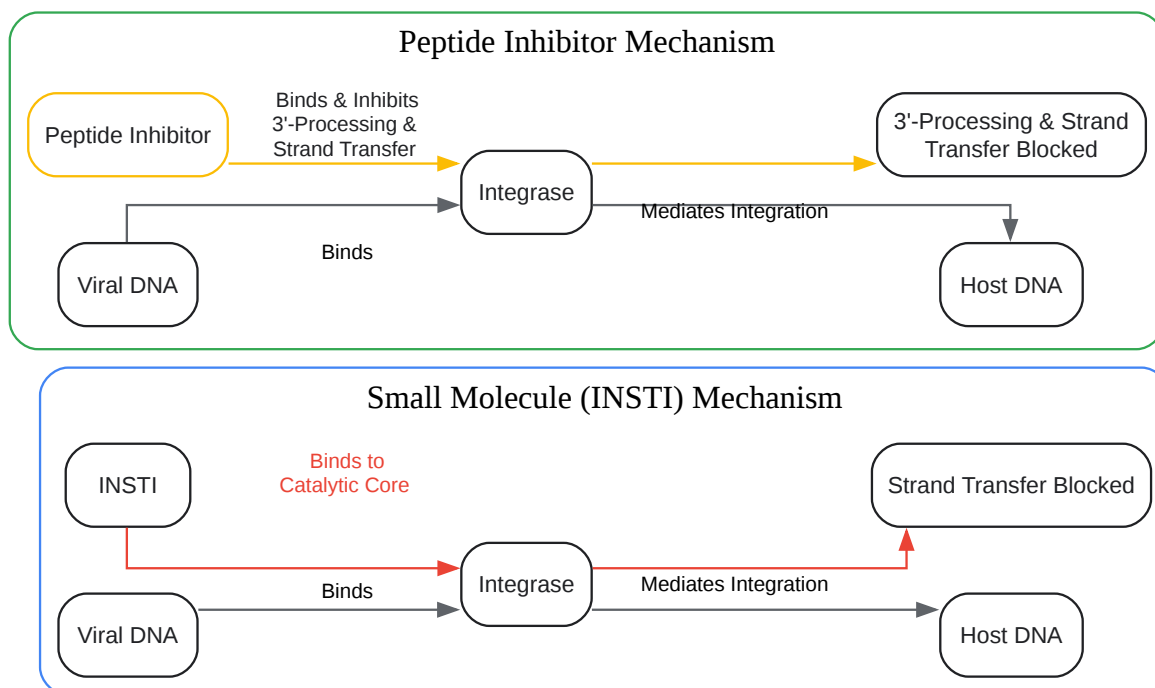 Peptide Inhibitor Mechanism
Peptide Inhibitor
Binds & Inhibits
3'-Processing &
Strand Transfer
3'-Processing & Strand
Transfer Blocked
Integrase
Mediates Integration
Binds
Viral DNA
Host DNA
Small Molecule (INSTI) Mechanism
INSTI
Binds to
Catalytic Core
Strand Transfer Blocked
Binds
Integrase
Mediates Integration
Viral DNA
Host DNA